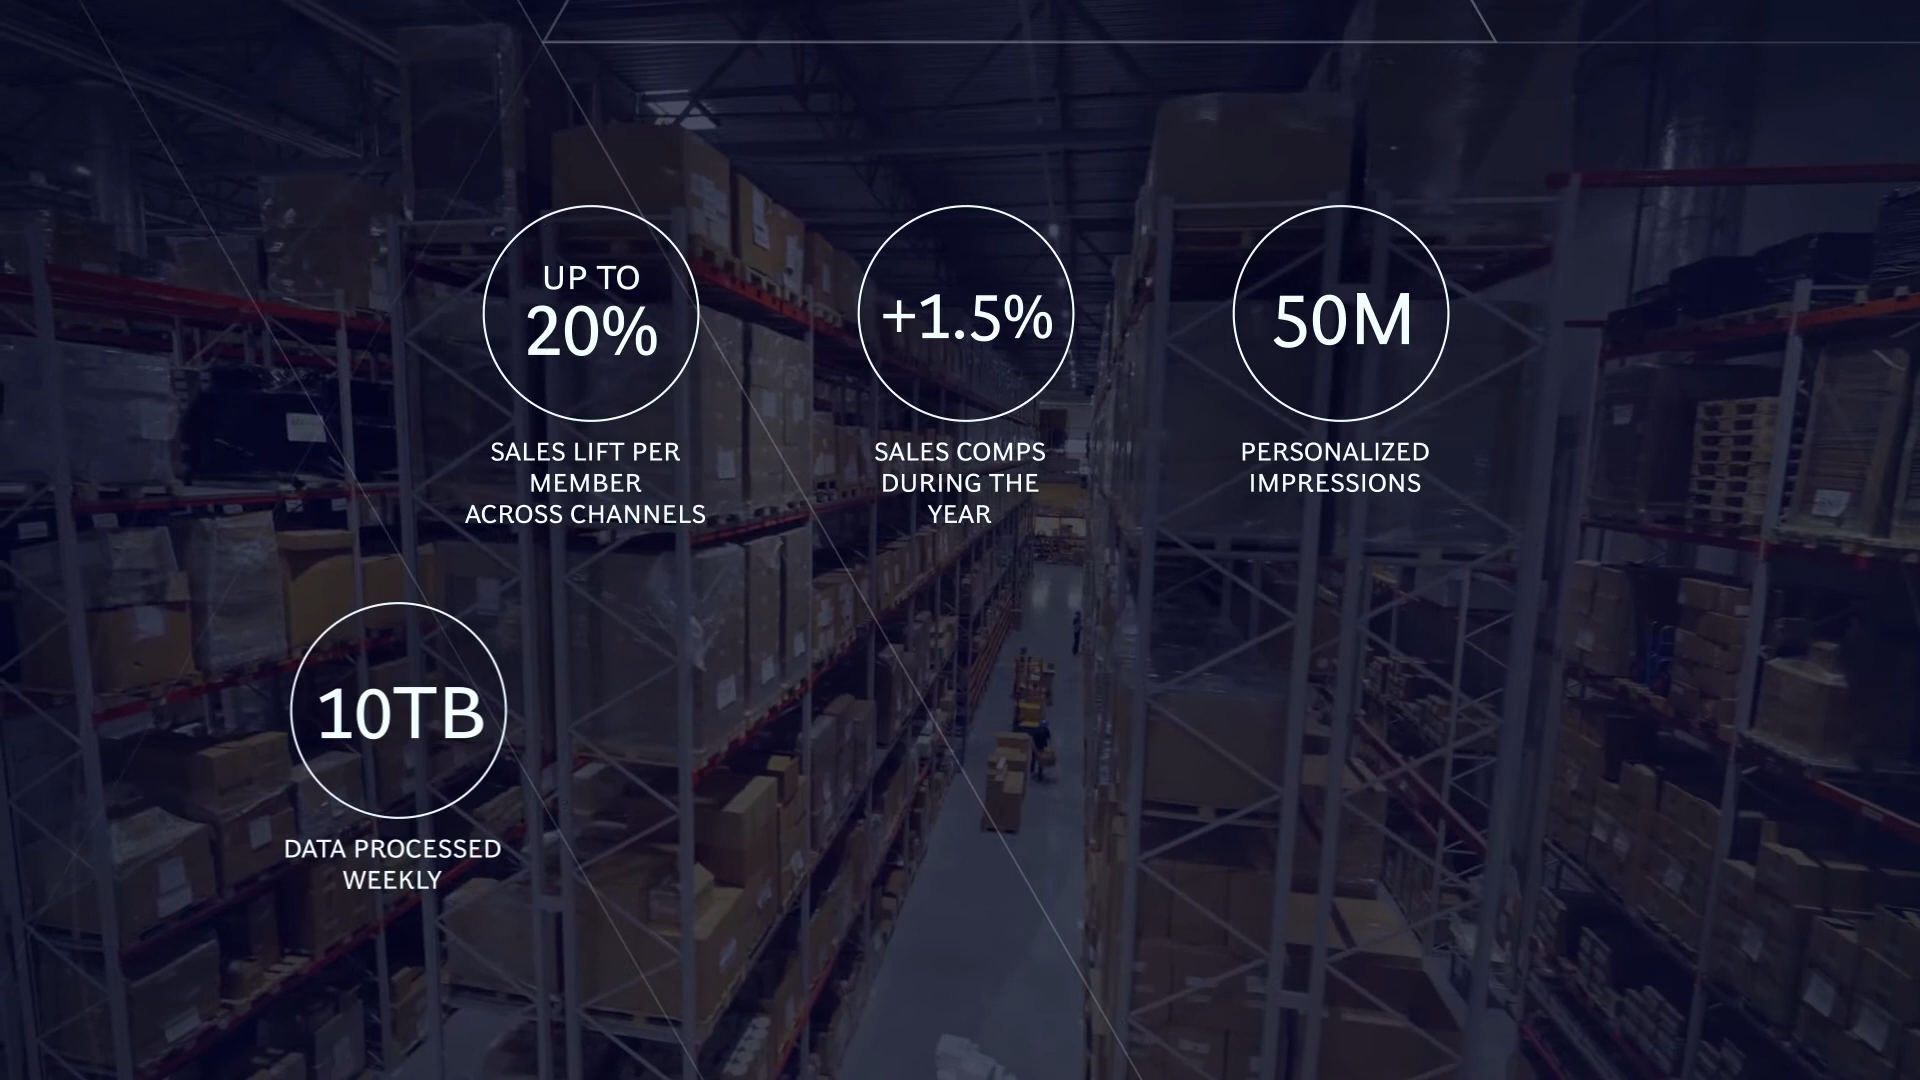 UP TO
20%
SALES LIFT PER
MEMBER
ACROSS CHANNELS
+1.5%
SALES COMPS
DURING THE
YEAR
50M
PERSONALIZED
IMPRESSIONS
10TB
DATA PROCESSED
WEEKLY